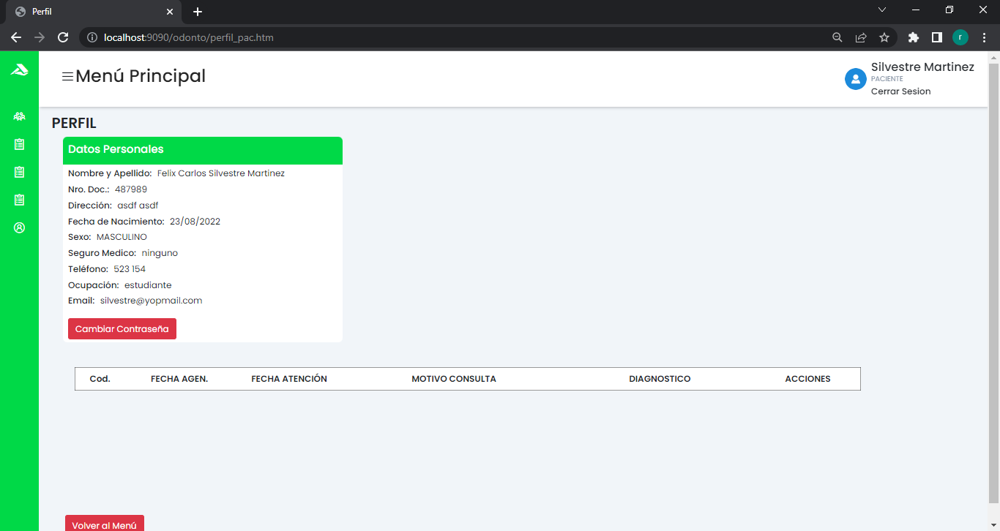 Perfil
localhost:9090/odonto/perfil_pac.htm
r
Menú Principal
Silvestre Martinez
PACIENTE
Cerrar Sesion
PERFIL
Datos Personales
Nombre y Apellido: Felix Carlos Silvestre Martinez
Nro. Doc.: 487989
Dirección: asdf asdf
Fecha de Nacimiento: 23/08/2022
Sexo: MASCULINO
Seguro Medico: ninguno
Teléfono: 523 154
Ocupación: estudiante
Email: silvestre@yopmail.com
Cambiar Contraseña
Cod. FECHA AGEN. FECHA ATENCIÓN MOTIVO CONSULTA DIAGNOSTICO ACCIONES
Volver al Menú